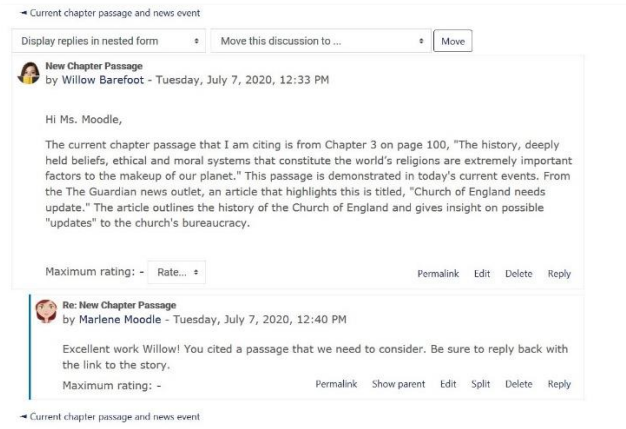 ◄ Current chapter passage and news event
Display replies in nested form Move this discussion to ... Move
New Chapter Passage
by Willow Barefoot - Tuesday, July 7, 2020, 12:33 PM
Hi Ms. Moodle,
The current chapter passage that I am citing is from Chapter 3 on page 100, "The history, deeply
held beliefs, ethical and moral systems that constitute the world's religions are extremely important
factors to the makeup of our planet." This passage is demonstrated in today's current events. From
the The Guardian news outlet, an article that highlights this is titled, "Church of England needs
update." The article outlines the history of the Church of England and gives insight on possible
"updates" to the church's bureaucracy.
Maximum rating: - Rate... Permalink Edit Delete Reply
Re: New Chapter Passage
by Marlene Moodle - Tuesday, July 7, 2020, 12:40 PM
Excellent work Willow! You cited a passage that we need to consider. Be sure to reply back with
the link to the story.
Maximum rating: - Permalink Show parent Edit Split Delete Reply
◄ Current chapter passage and news event